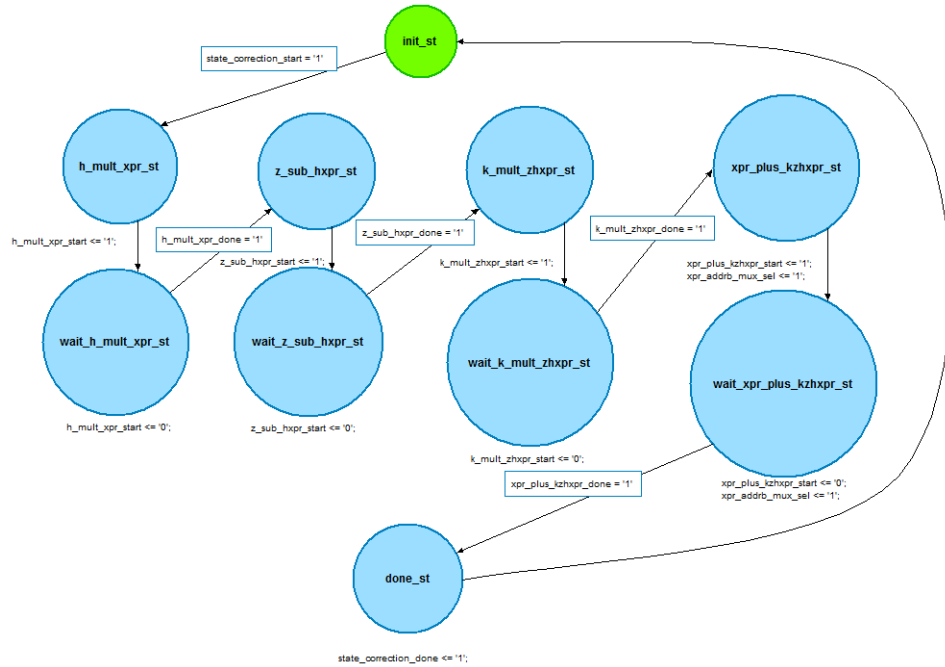 init_st
state_correction_start = '1'
h_mult_xpr_st
z_sub_hxpr_st
k_mult_zhxpr_st
xpr_plus_kzhxpr_st
h_mult_xpr_start <= '1';
h_mult_xpr_done = '1'
z_sub_hxpr_start <= '1';
z_sub_hxpr_done = '1'
k_mult_zhxpr_start <= '1';
k_mult_zhxpr_done = '1'
xpr_plus_kzhxpr_start <= '1';
xpr_addrb_mux_sel <= '1';
wait_h_mult_xpr_st
wait_z_sub_hxpr_st
wait_k_mult_zhxpr_st
wait_xpr_plus_kzhxpr_st
h_mult_xpr_start <= '0';
z_sub_hxpr_start <= '0';
k_mult_zhxpr_start <= '0';
xpr_plus_kzhxpr_done = '1'
xpr_plus_kzhxpr_start <= '0';
xpr_addrb_mux_sel <= '1';
done_st
state_correction_done <= '1';